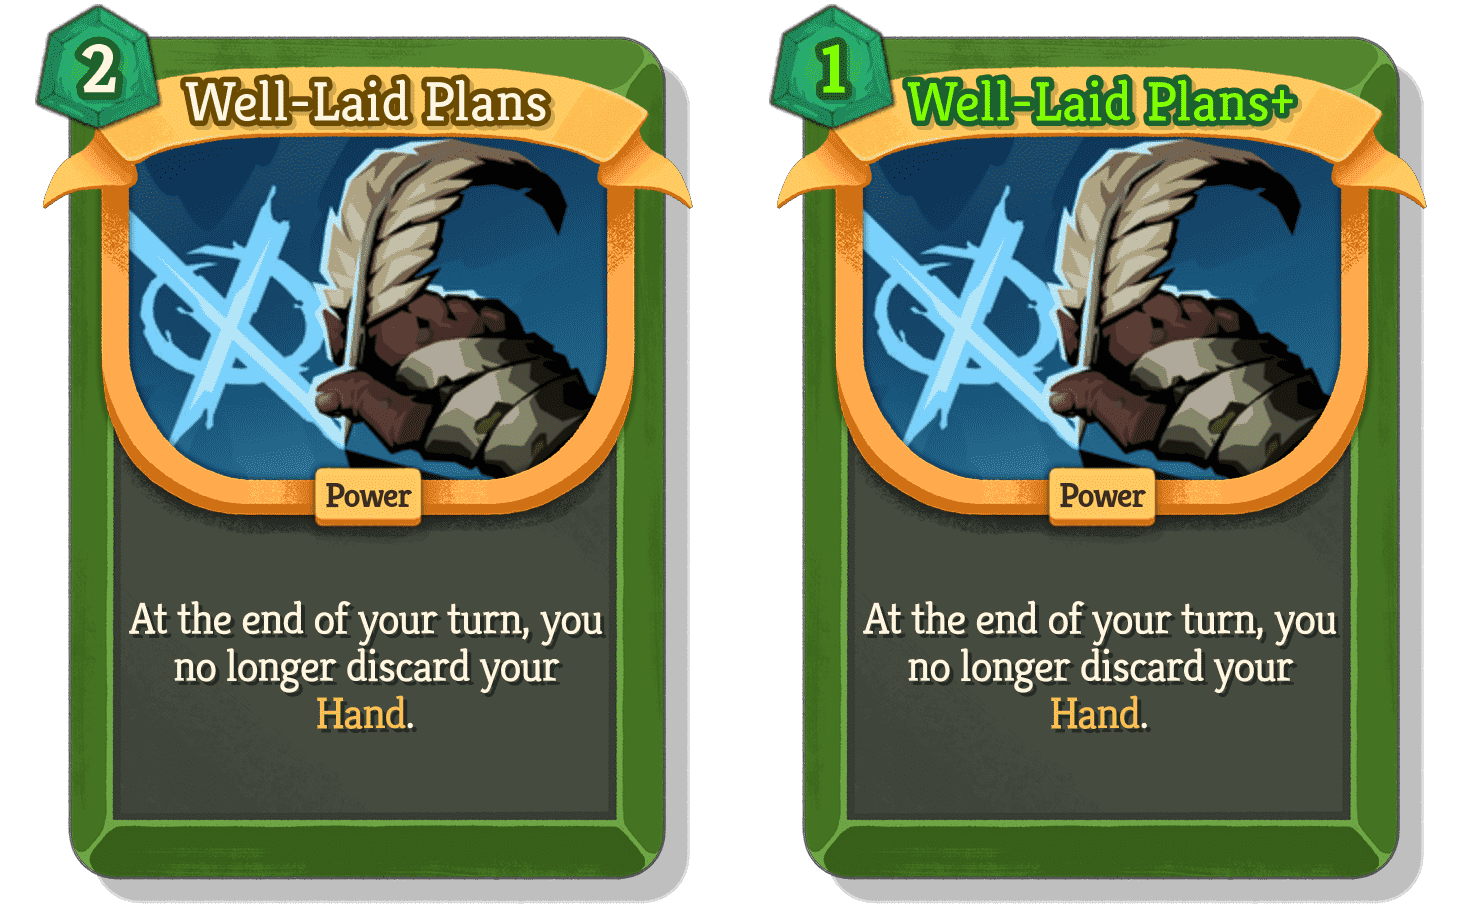 2
Well-Laid Plans
Power
At the end of your turn, you
no longer discard your
Hand.
1
Well-Laid Plans+
Power
At the end of your turn, you
no longer discard your
Hand.